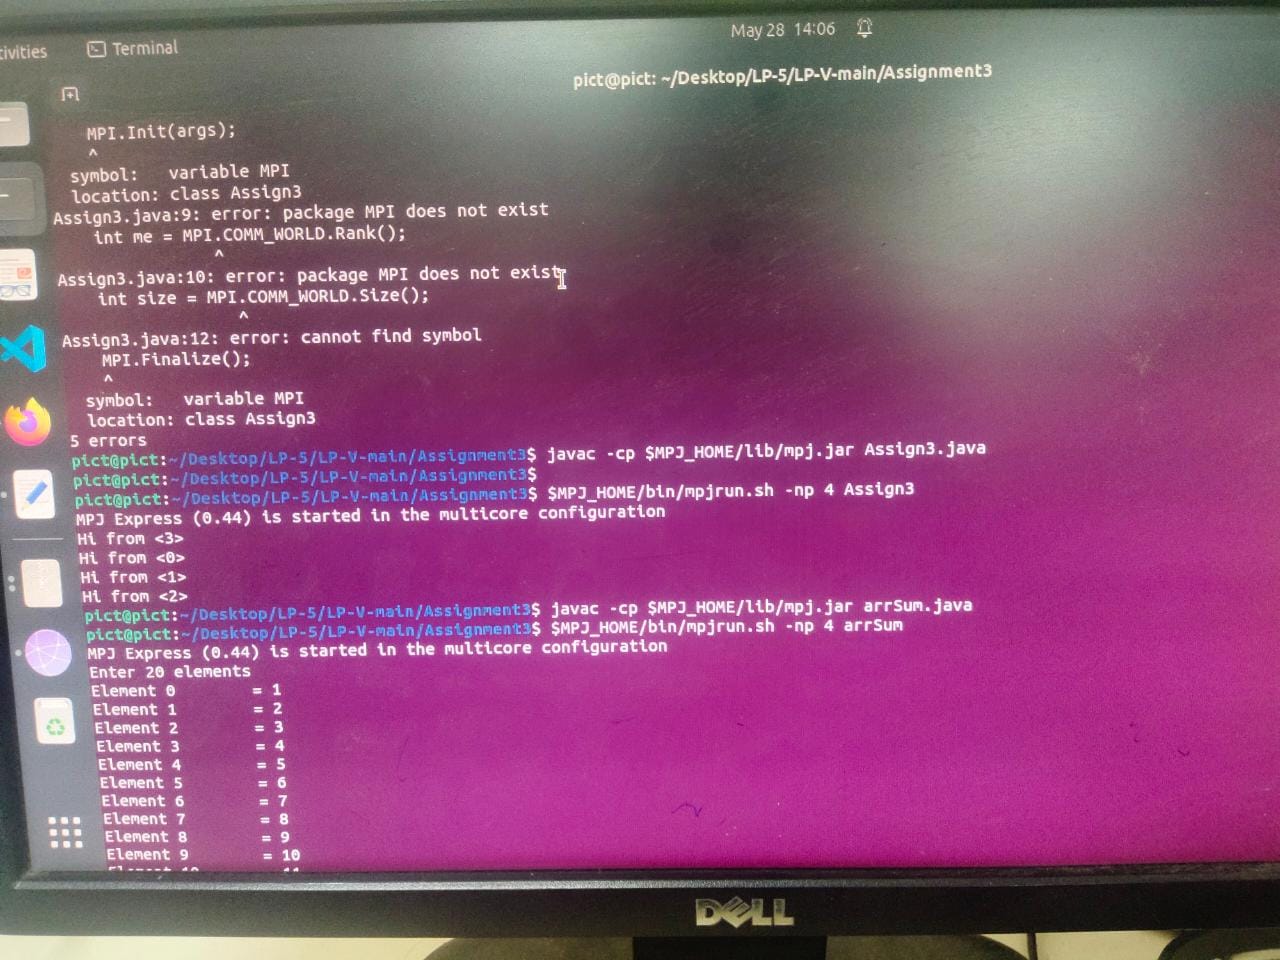 May 28 14:06
tivities
Terminal
pict@pict: ~/Desktop/LP-5/LP-V-main/Assignment3
MPI.Init(args);
^
symbol: variable MPI
location: class Assign3
Assign3.java:9: error: package MPI does not exist
int me = MPI.COMM_WORLD.Rank();
^
Assign3.java:10: error: package MPI does not exist
int size = MPI.COMM_WORLD.Size();
^
Assign3.java:12: error: cannot find symbol
MPI.Finalize();
^
symbol: variable MPI
location: class Assign3
5 errors
pict@pict:~/Desktop/LP-5/LP-V-main/Assignment3$ javac -cp $MPJ_HOME/lib/mpj.jar Assign3.java
pict@pict:~/Desktop/LP-5/LP-V-main/Assignment3$
pict@pict:~/Desktop/LP-5/LP-V-main/Assignment3$ $MPJ_HOME/bin/mpjrun.sh -np 4 Assign3
MPJ Express (0.44) is started in the multicore configuration
Hi from <3>
Hi from <0>
Hi from <1>
Hi from <2>
pict@pict:~/Desktop/LP-5/LP-V-main/Assignment3$ javac -cp $MPJ_HOME/lib/mpj.jar arrSum.java
pict@pict:~/Desktop/LP-5/LP-V-main/Assignment3$ $MPJ_HOME/bin/mpjrun.sh -np 4 arrSum
MPJ Express (0.44) is started in the multicore configuration
Enter 20 elements
Element 0 = 1
Element 1 = 2
Element 2 = 3
Element 3 = 4
Element 4 = 5
Element 5 = 6
Element 6 = 7
Element 7 = 8
Element 8 = 9
Element 9 = 10
DELL